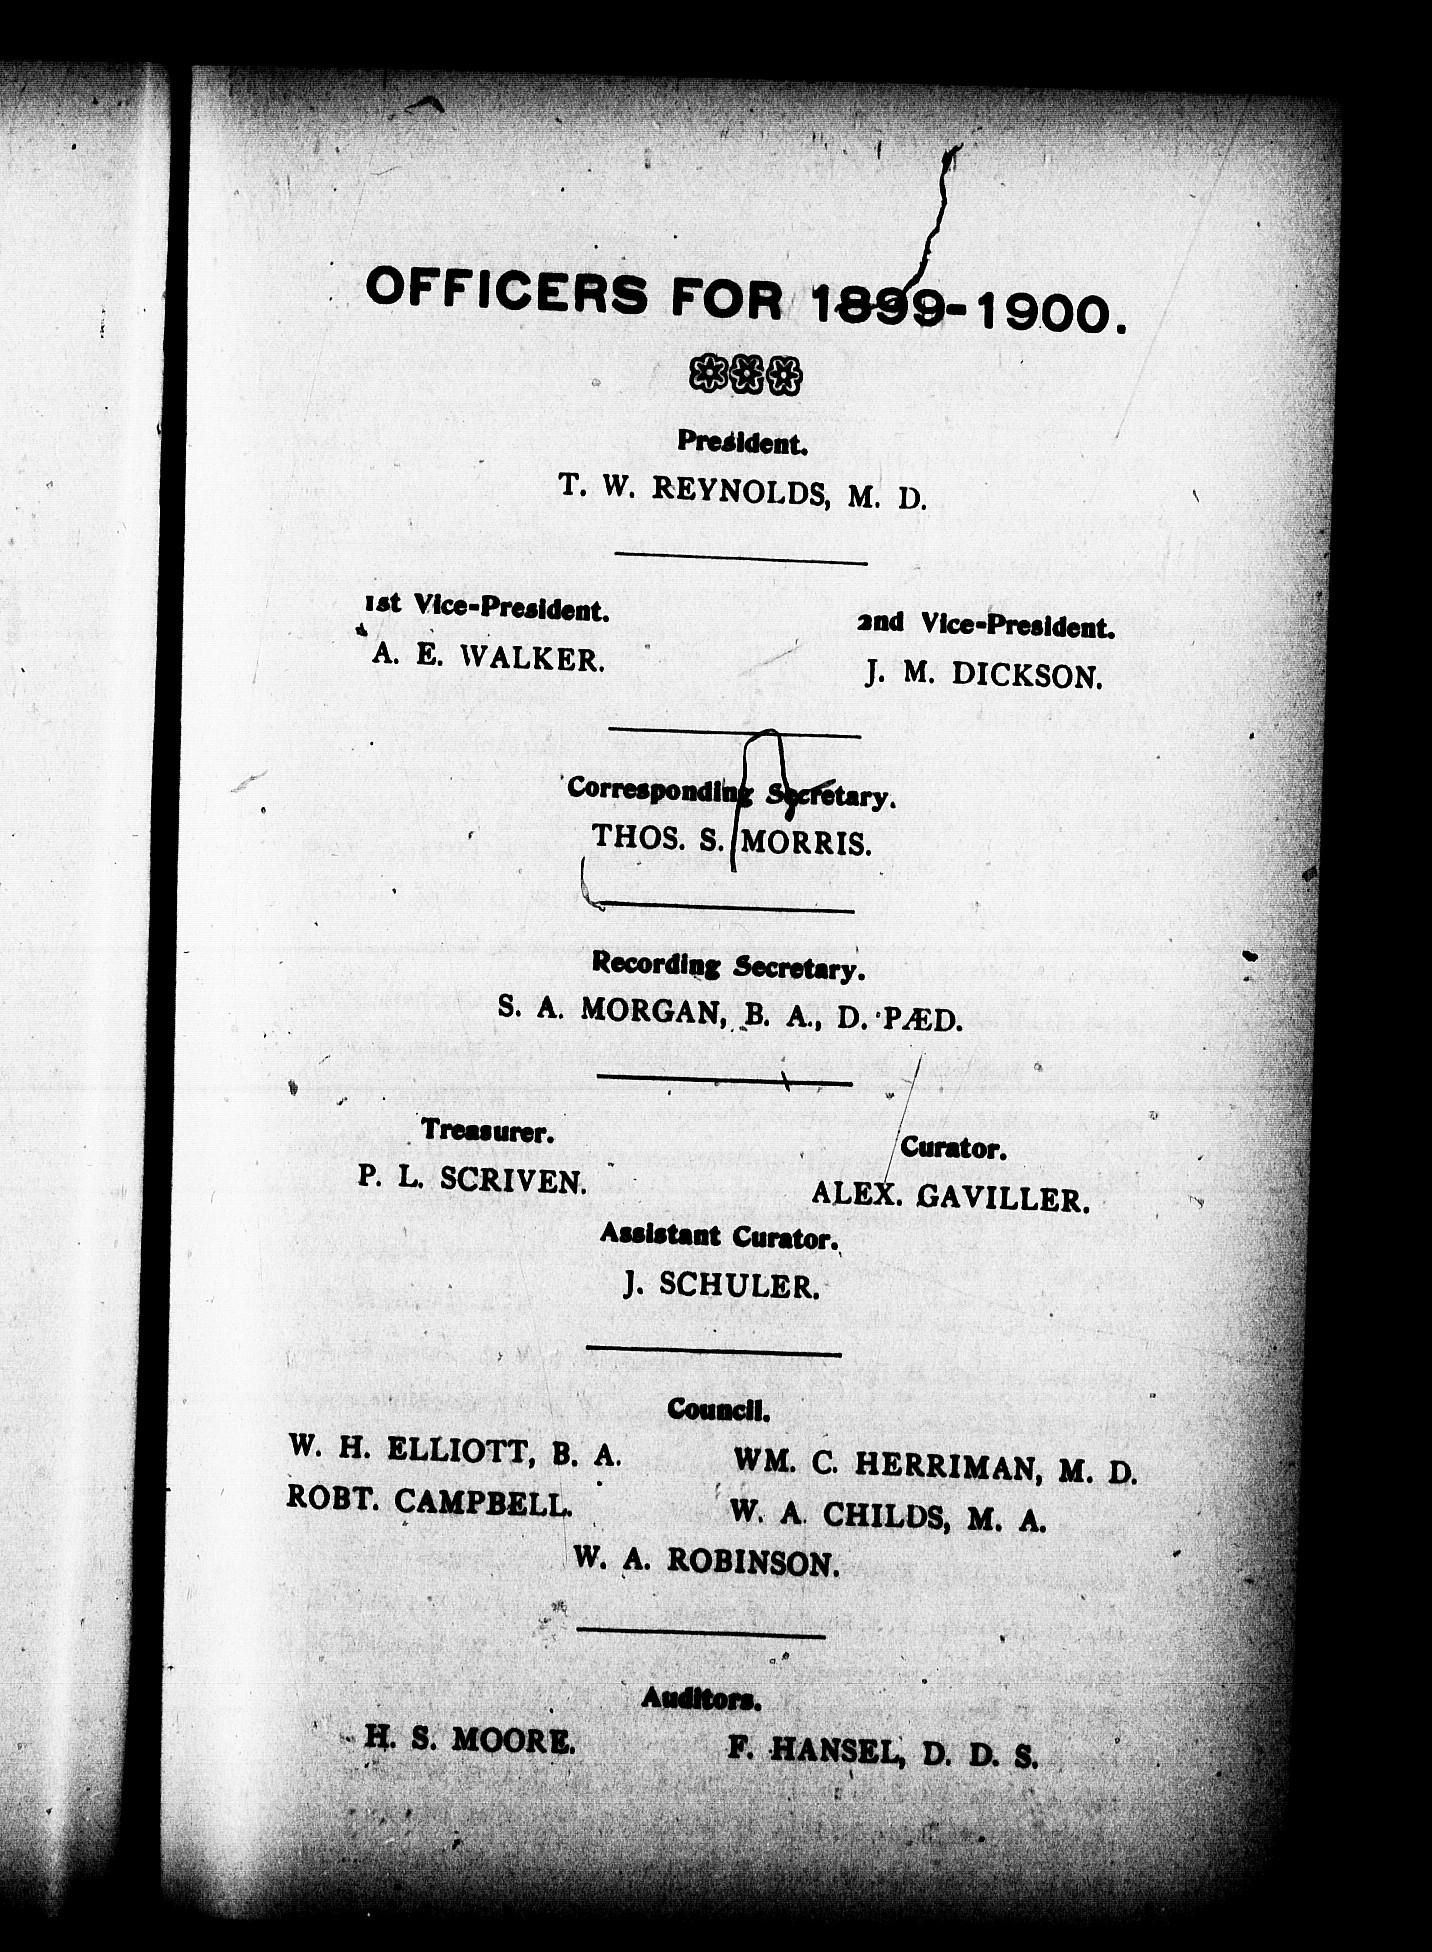 OFFICERS FOR 1899-1900.
President.
T. W. REYNOLDS, M. D.
1st Vice-President.
A. E. WALKER.
2nd Vice-President.
J. M. DICKSON.
Corresponding Secretary.
THOS. S. MORRIS.
Recording Secretary.
S. A. MORGAN, B. A., D. PÆD.
Treasurer.
P. L. SCRIVEN.
Curator.
ALEX. GAVILLER.
Assistant Curator.
J. SCHULER.
Council.
W. H. ELLIOTT, B. A. WM. C. HERRIMAN, M. D.
ROBT. CAMPBELL. W. A. CHILDS, M. A.
W. A. ROBINSON.
Auditors.
H. S. MOORE. F. HANSEL, D. D. S.